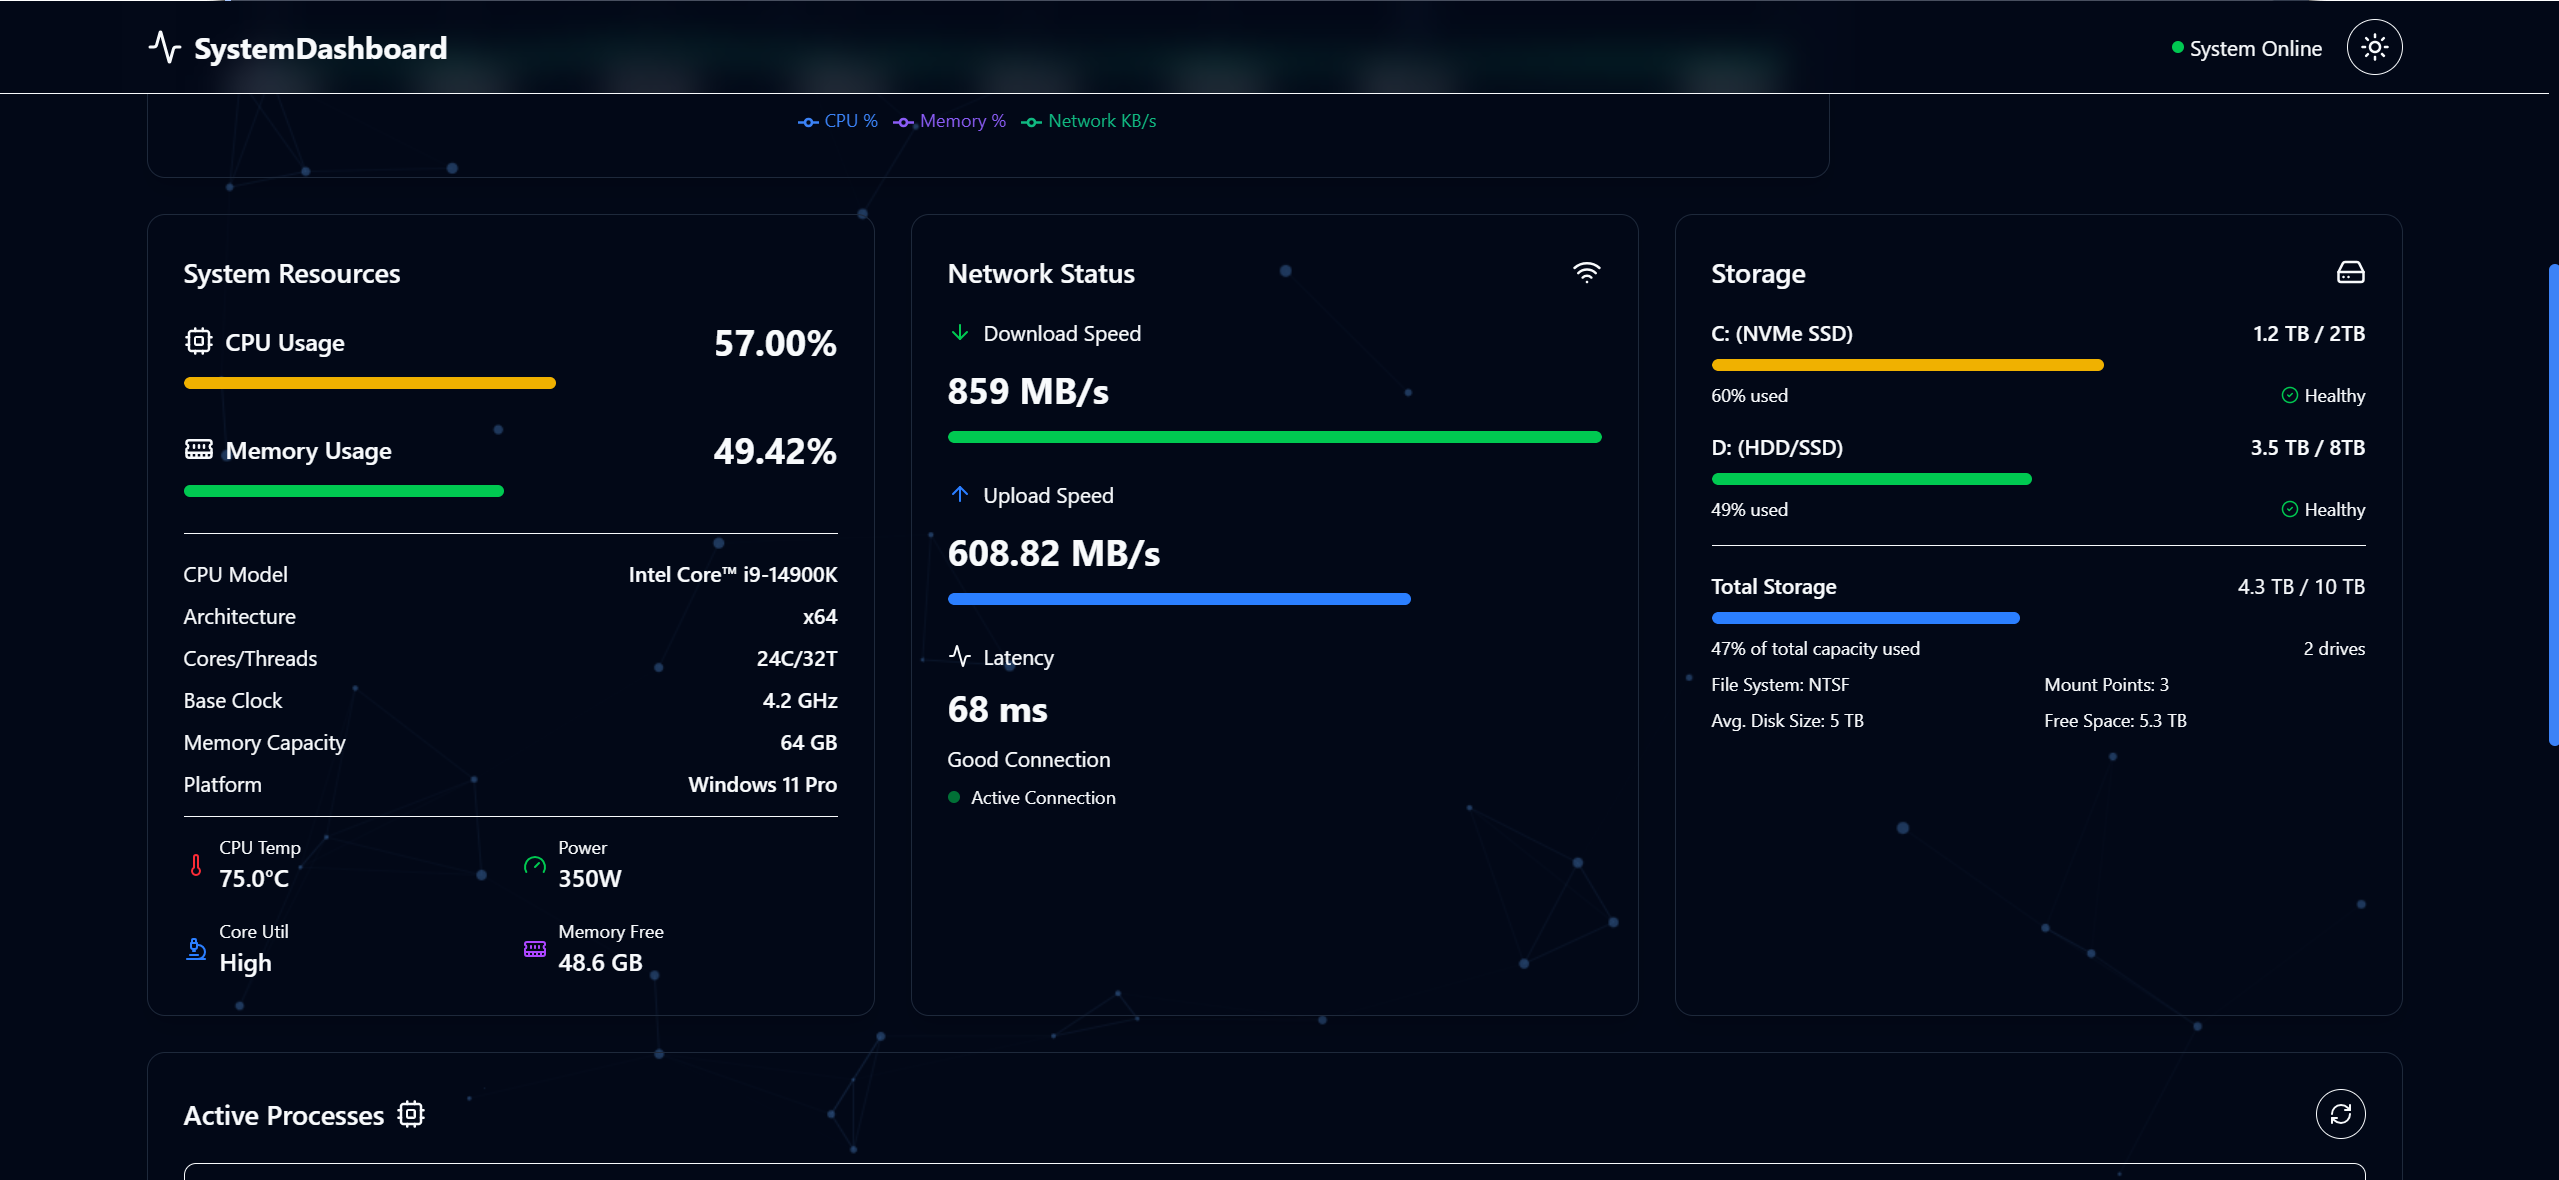 SystemDashboard
System Online
CPU %
Memory %
Network KB/s
System Resources
CPU Usage
57.00%
Memory Usage
49.42%
CPU Model
Intel Core™ i9-14900K
Architecture
x64
Cores/Threads
24C/32T
Base Clock
4.2 GHz
Memory Capacity
64 GB
Platform
Windows 11 Pro
CPU Temp
75.0°C
Power
350W
Core Util
High
Memory Free
48.6 GB
Network Status
Download Speed
859 MB/s
Upload Speed
608.82 MB/s
Latency
68 ms
Good Connection
Active Connection
Storage
C: (NVMe SSD)
1.2 TB / 2TB
60% used
Healthy
D: (HDD/SSD)
3.5 TB / 8TB
49% used
Healthy
Total Storage
4.3 TB / 10 TB
47% of total capacity used
2 drives
File System: NTSF
Mount Points: 3
Avg. Disk Size: 5 TB
Free Space: 5.3 TB
Active Processes